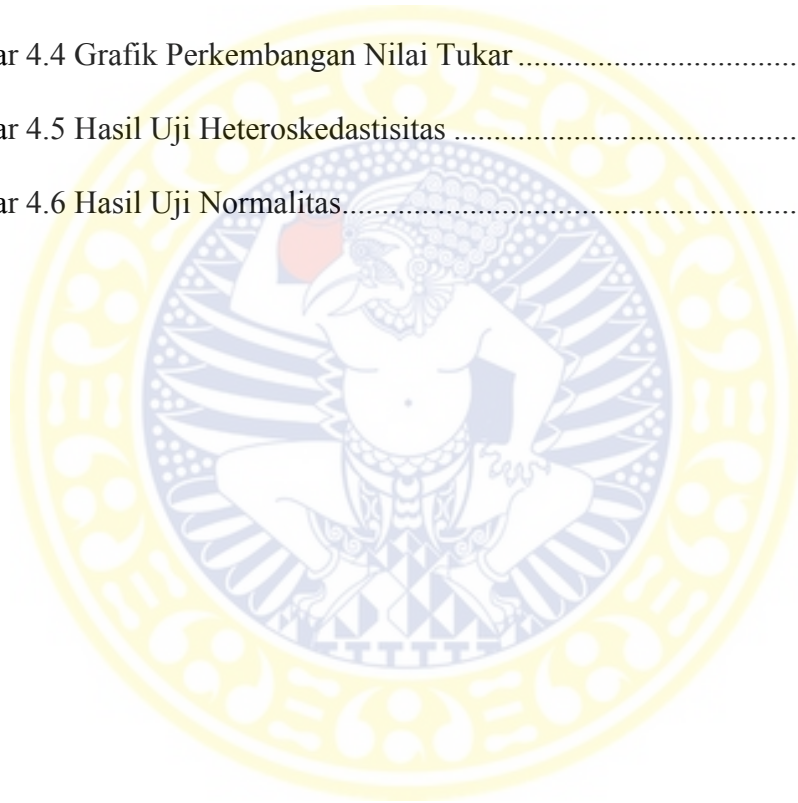 ar 4.4 Grafik Perkembangan Nilai Tukar...................................
ar 4.5 Hasil Uji Heteroskedastisitas ...........................................
ar 4.6 Hasil Uji Normalitas.........................................................